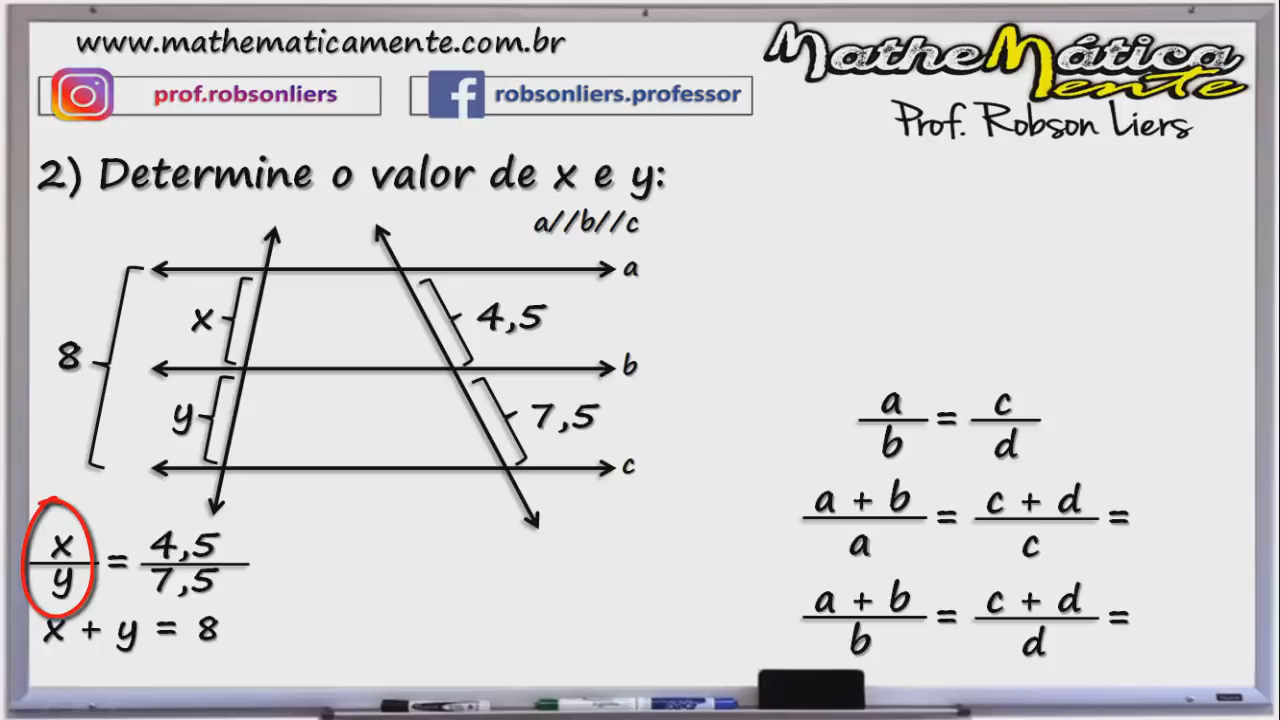 www.mathematicamente.com.br
MatheMática
mente
prof.robsonliers
robsonliers.professor
Prof. Robson Liers
2) Determine o valor de x e y:
a//b//c
a
x
4,5
8
b
y
7,5
c
x/y = 4,5/7,5
x + y = 8
a/b = c/d
(a + b)/a = (c + d)/c =
(a + b)/b = (c + d)/d =